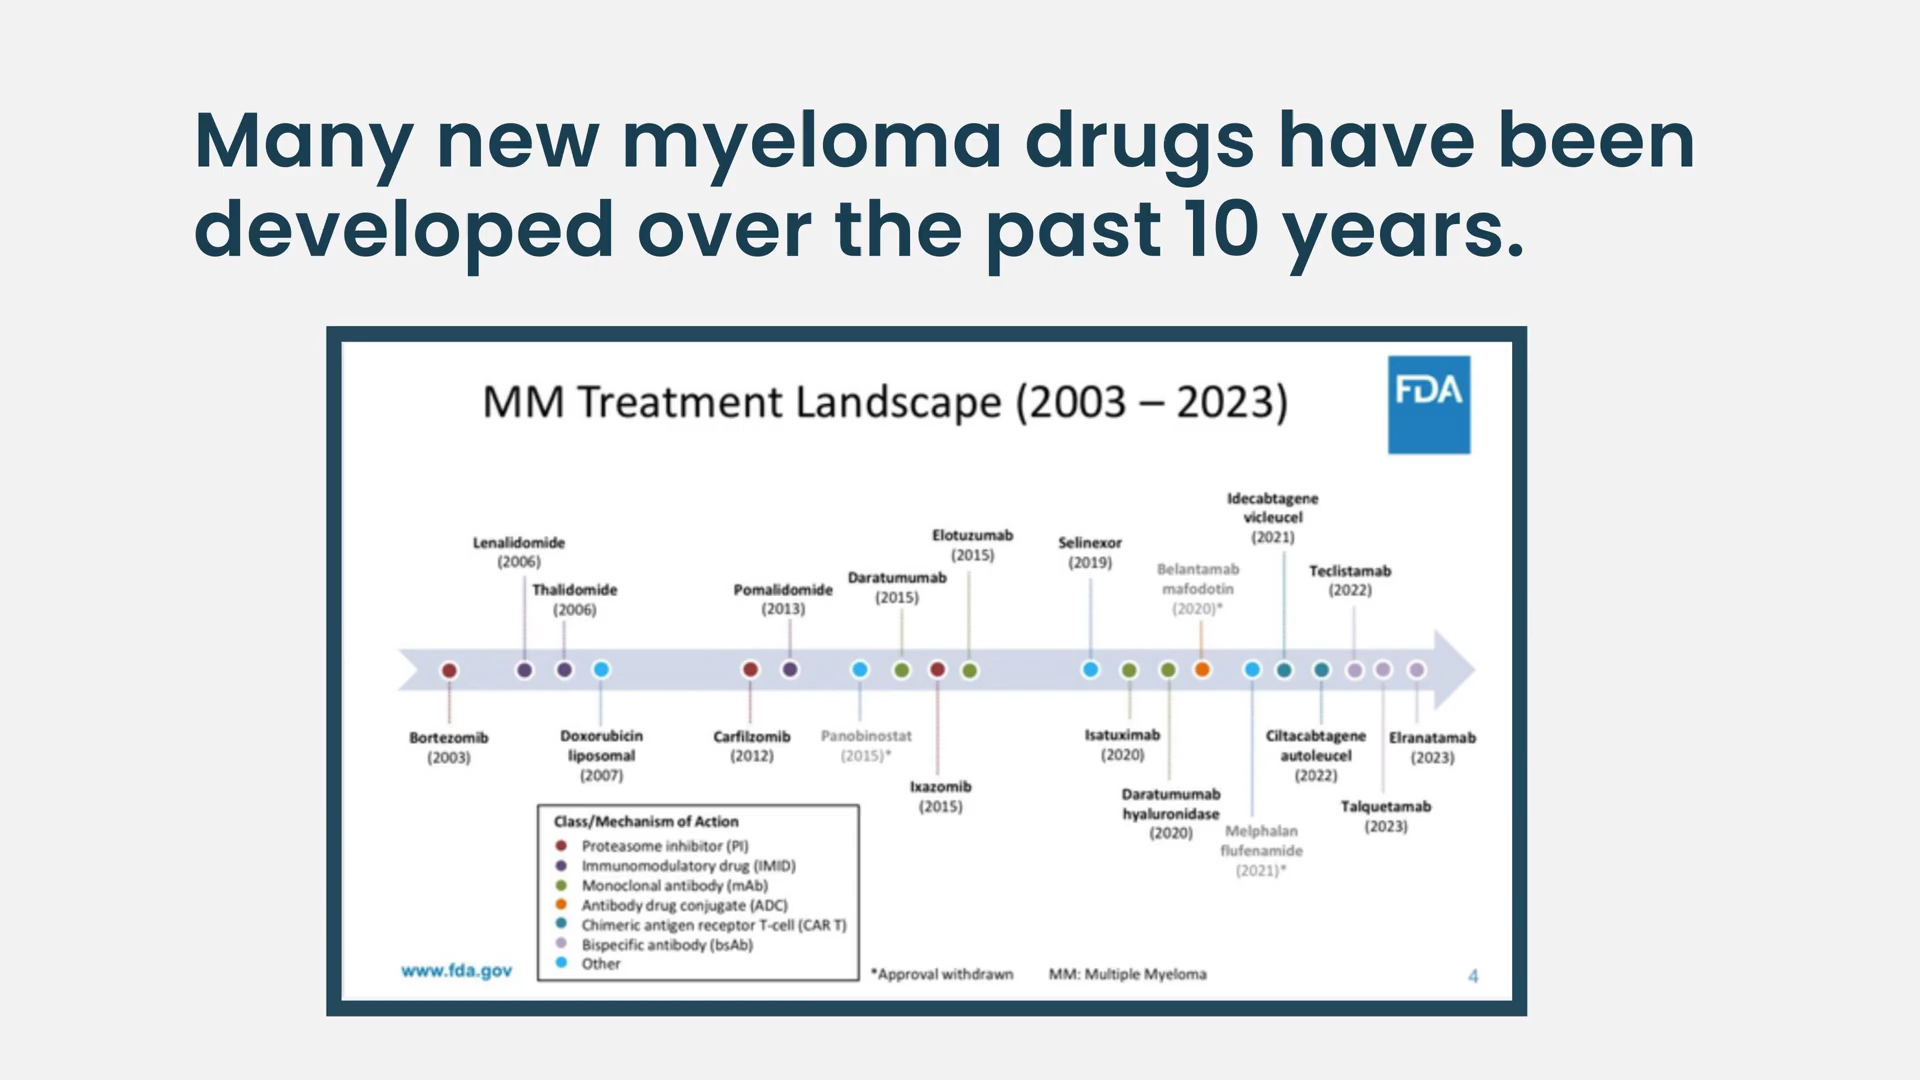 Many new myeloma drugs have been
developed over the past 10 years.
MM Treatment Landscape (2003 – 2023)
FDA
Lenalidomide
(2006)
Thalidomide
(2006)
Pomalidomide
(2013)
Daratumumab
(2015)
Elotuzumab
(2015)
Selinexor
(2019)
Belantamab
mafodotin
(2020)*
Idecabtagene
vicleucel
(2021)
Teclistamab
(2022)
Bortezomib
(2003)
Doxorubicin
liposomal
(2007)
Carfilzomib
(2012)
Panobinostat
(2015)*
Ixazomib
(2015)
Isatuximab
(2020)
Daratumumab
hyaluronidase
(2020)
Melphalan
flufenamide
(2021)*
Ciltacabtagene
autoleucel
(2022)
Talquetamab
(2023)
Elranatamab
(2023)
Class/Mechanism of Action
Proteasome inhibitor (PI)
Immunomodulatory drug (IMID)
Monoclonal antibody (mAb)
Antibody drug conjugate (ADC)
Chimeric antigen receptor T-cell (CAR T)
Bispecific antibody (bsAb)
Other
www.fda.gov
*Approval withdrawn
MM: Multiple Myeloma
4